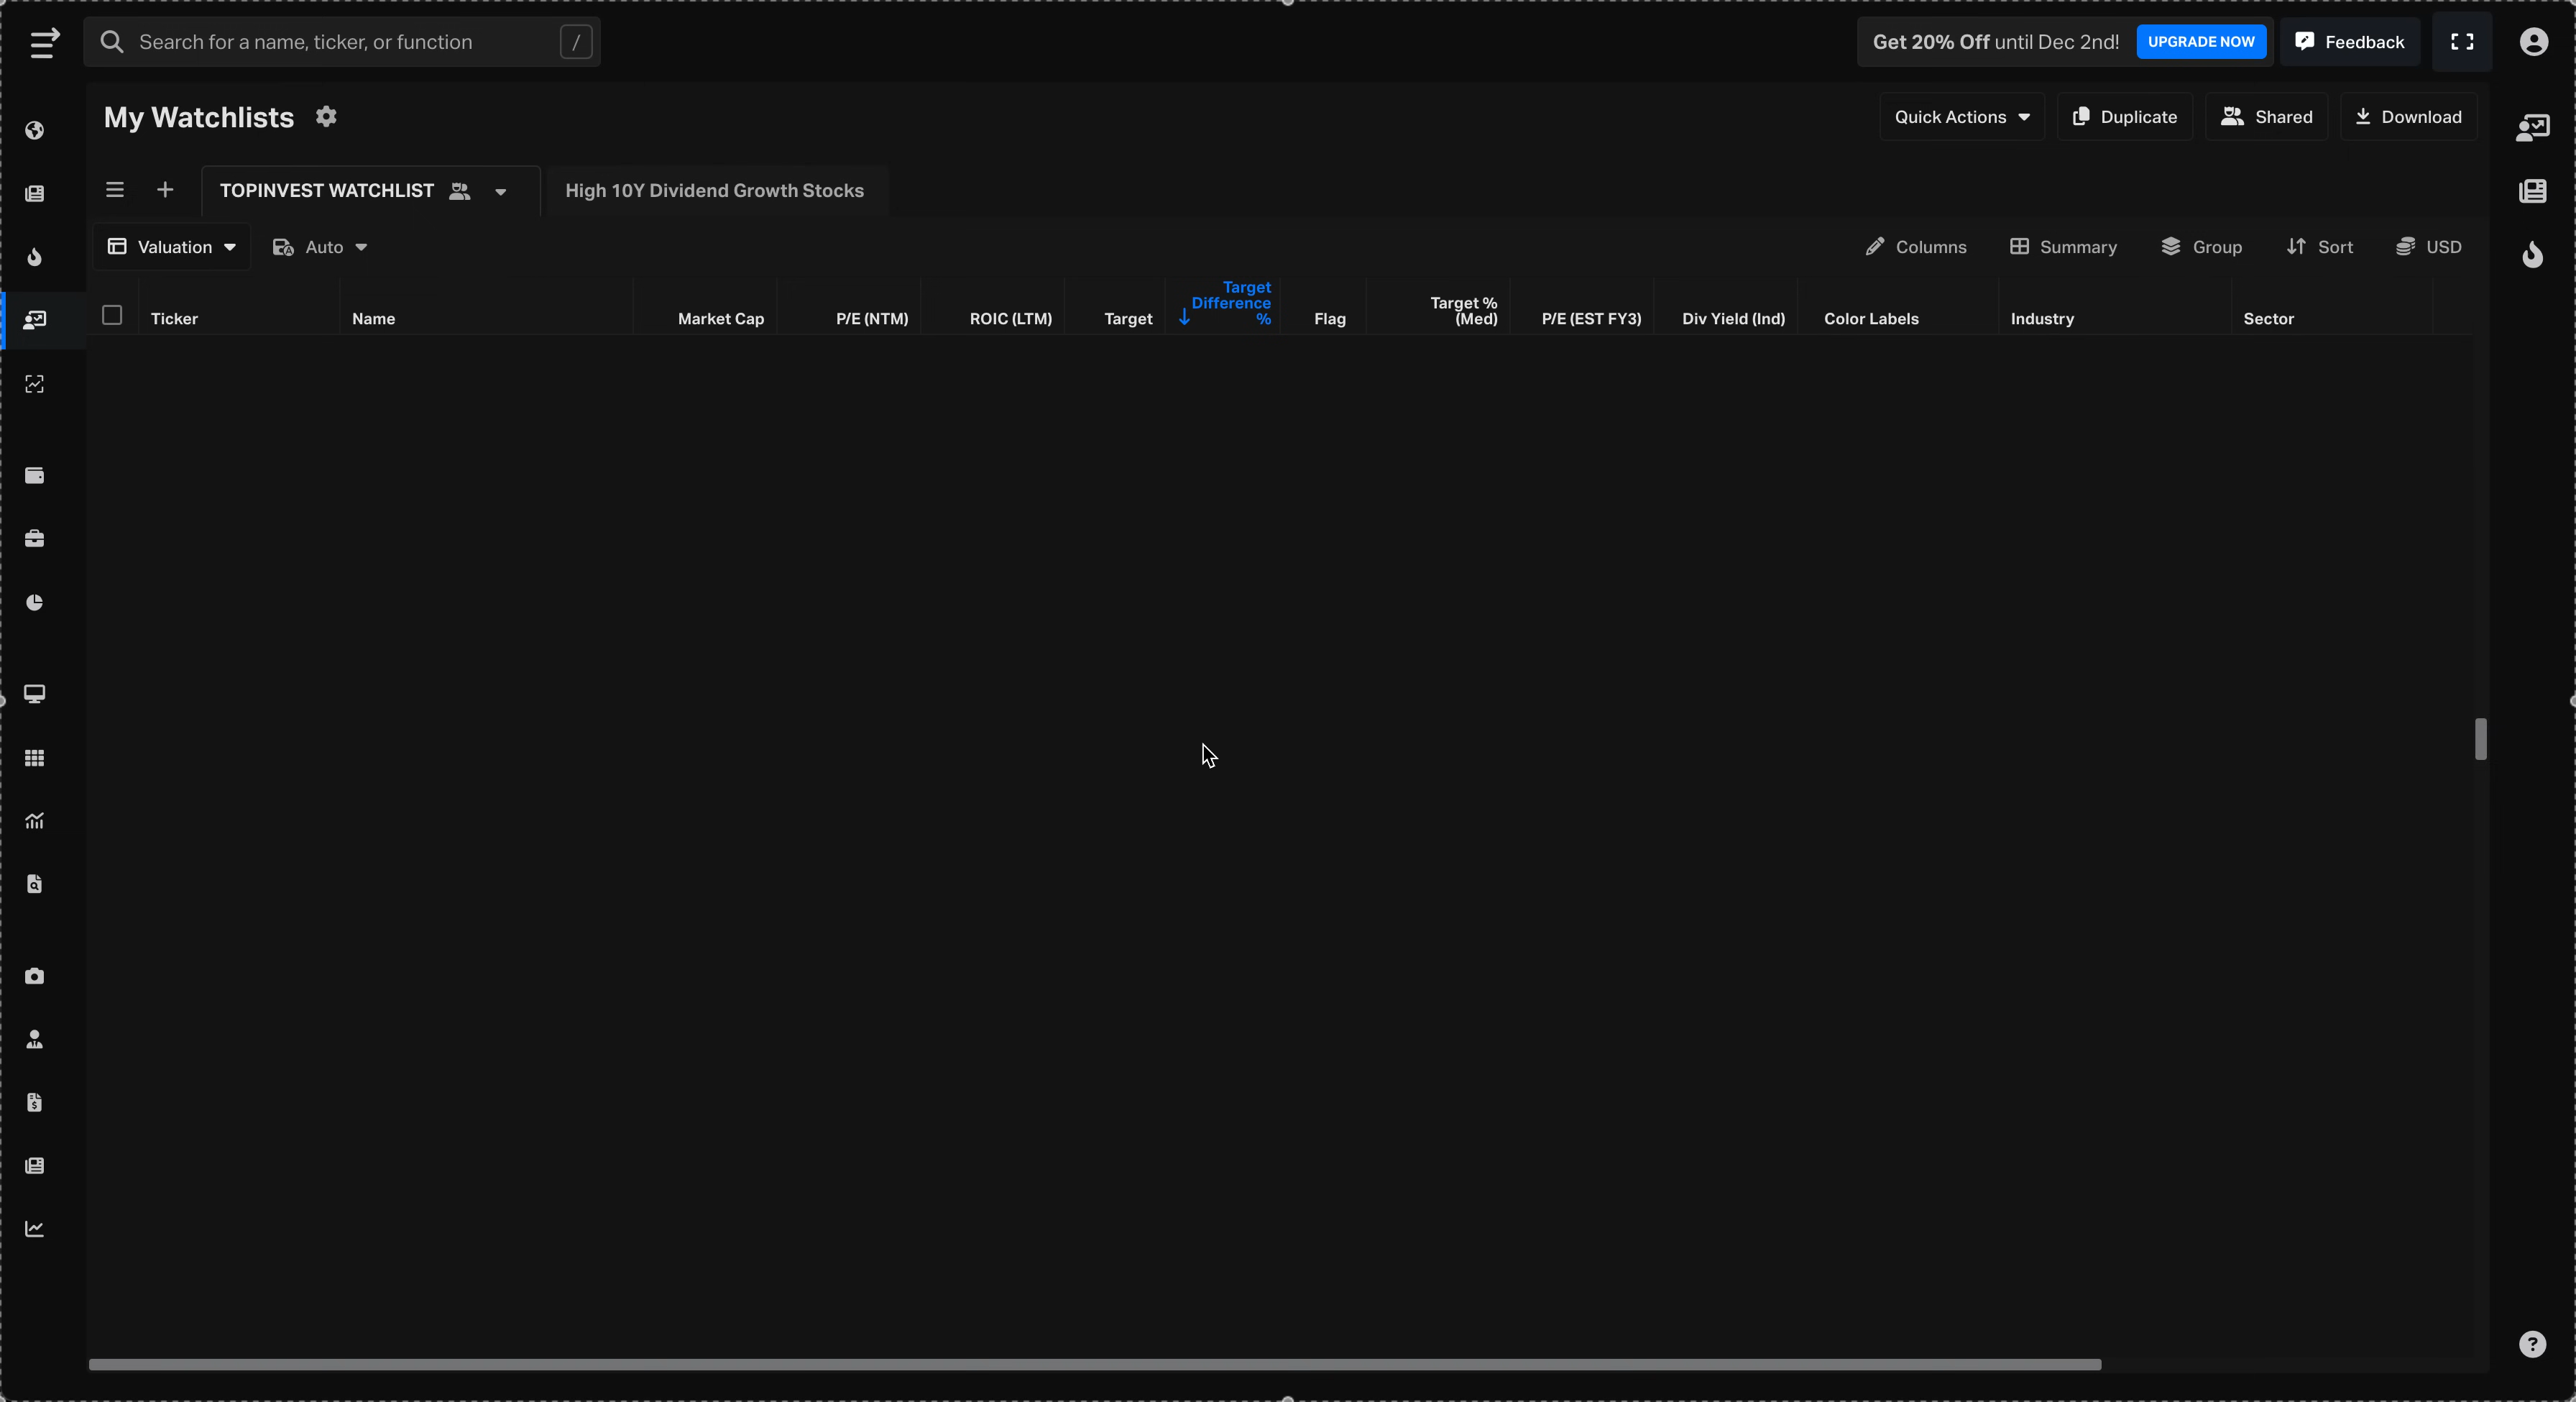 Search for a name, ticker, or function /
Get 20% Off until Dec 2nd! UPGRADE NOW Feedback
My Watchlists
Quick Actions Duplicate Shared Download
TOPINVEST WATCHLIST High 10Y Dividend Growth Stocks
Valuation Auto Columns Summary Group Sort USD
Ticker Name Market Cap P/E (NTM) ROIC (LTM) Target
Target
Difference
%
Flag
Target %
(Med)
P/E (EST FY3) Div Yield (Ind) Color Labels Industry Sector
?